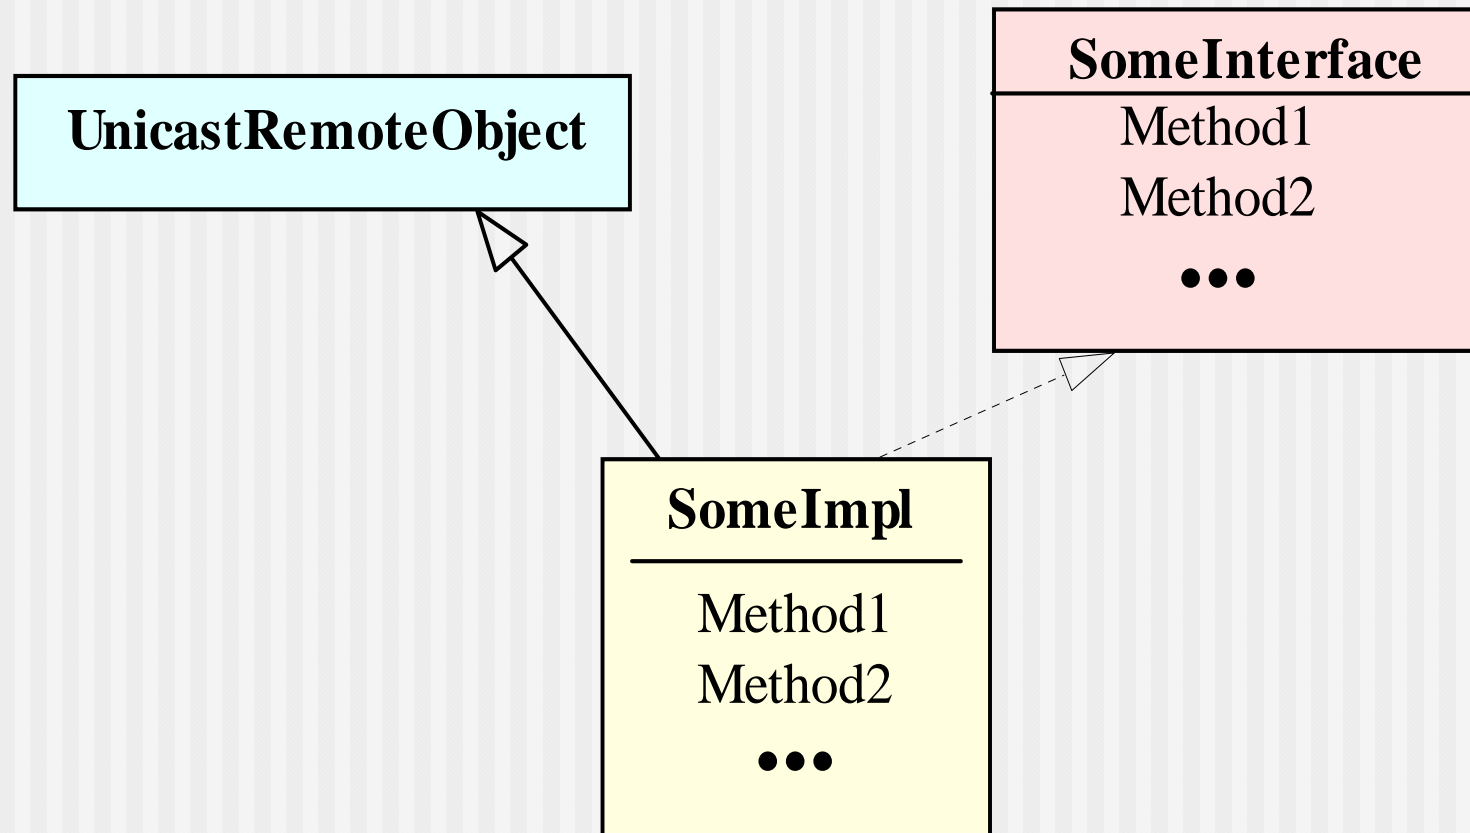 UnicastRemoteObject
SomeInterface
Method1
Method2
•••
SomeImpl
Method1
Method2
•••